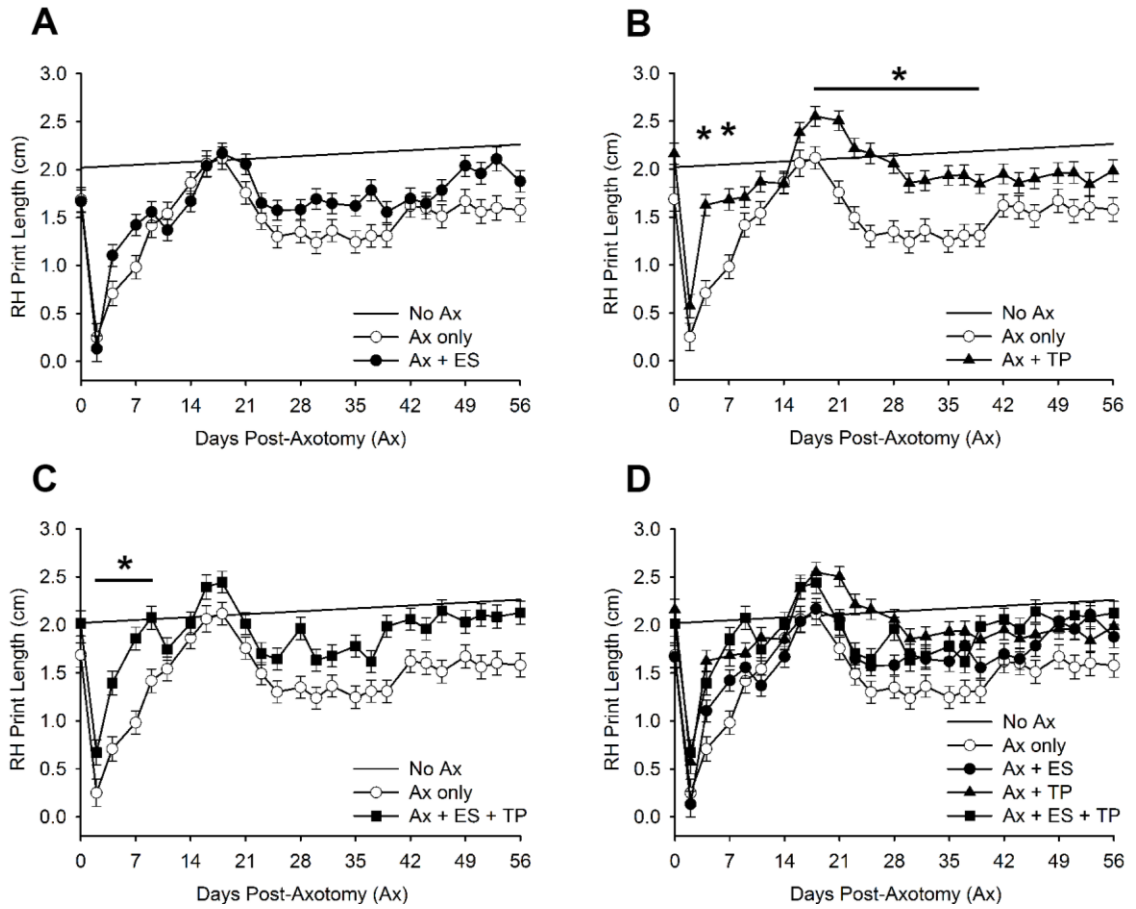 A
RH Print Length (cm)
3.0
2.5
2.0
1.5
1.0
0.5
0.0
No Ax
Ax only
Ax + ES
0 7 14 21 28 35 42 49 56
Days Post-Axotomy (Ax)
B
RH Print Length (cm)
3.0
2.5
2.0
1.5
1.0
0.5
0.0
*
* *
No Ax
Ax only
Ax + TP
0 7 14 21 28 35 42 49 56
Days Post-Axotomy (Ax)
C
RH Print Length (cm)
3.0
2.5
2.0
1.5
1.0
0.5
0.0
*
No Ax
Ax only
Ax + ES + TP
0 7 14 21 28 35 42 49 56
Days Post-Axotomy (Ax)
D
RH Print Length (cm)
3.0
2.5
2.0
1.5
1.0
0.5
0.0
No Ax
Ax only
Ax + ES
Ax + TP
Ax + ES + TP
0 7 14 21 28 35 42 49 56
Days Post-Axotomy (Ax)